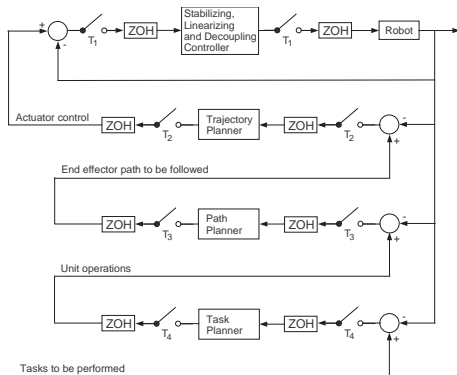 Stabilizing,
Linearizing
and Decoupling
Controller
+
-
T1
ZOH
T1
ZOH
Robot
Actuator control
ZOH
T2
Trajectory
Planner
ZOH
T2
-
+
End effector path to be followed
ZOH
T3
Path
Planner
ZOH
T3
-
+
Unit operations
ZOH
T4
Task
Planner
ZOH
T4
-
+
Tasks to be performed